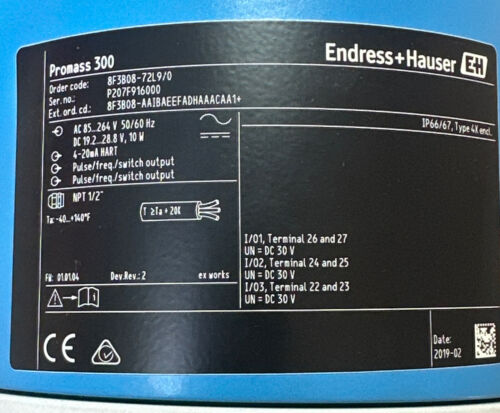 Promass 300
Endress+Hauser EH
Order code: 8F3B08-72L9/0
Ser. no.: P207F916000
Ext. ord. cd.: 8F3B08-AAIBAEEFADHAAACAA1+
IP66/67, Type 4X encl.
AC 85...264 V 50/60 Hz
DC 19.2...28.8 V, 10 W
4-20mA HART
Pulse/freq./switch output
Pulse/freq./switch output
NPT 1/2"
Ta: -40...+140°F
T ≥Ta + 20K
I/O1, Terminal 26 and 27
UN = DC 30 V
I/O2, Terminal 24 and 25
UN = DC 30 V
I/O3, Terminal 22 and 23
UN = DC 30 V
FW: 01.01.04 Dev.Rev.: 2 ex works
i
CE
Date:
2019-02